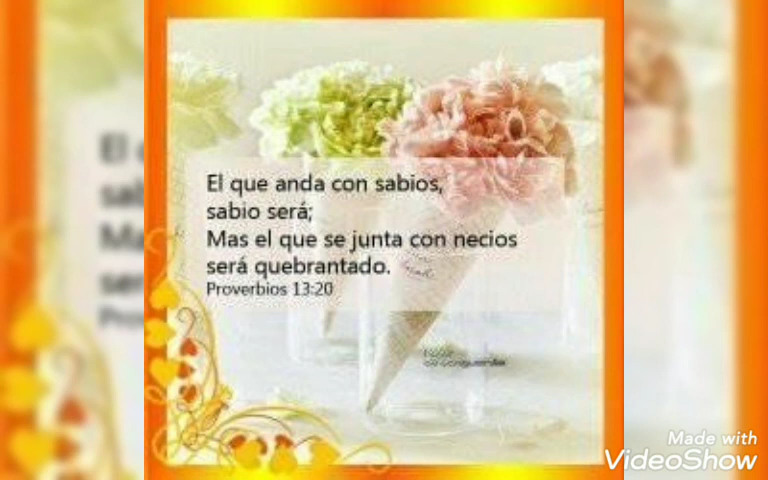 El que anda con sabios,
sabio será;
Mas el que se junta con necios
será quebrantado.
Proverbios 13:20
Made with
VideoShow